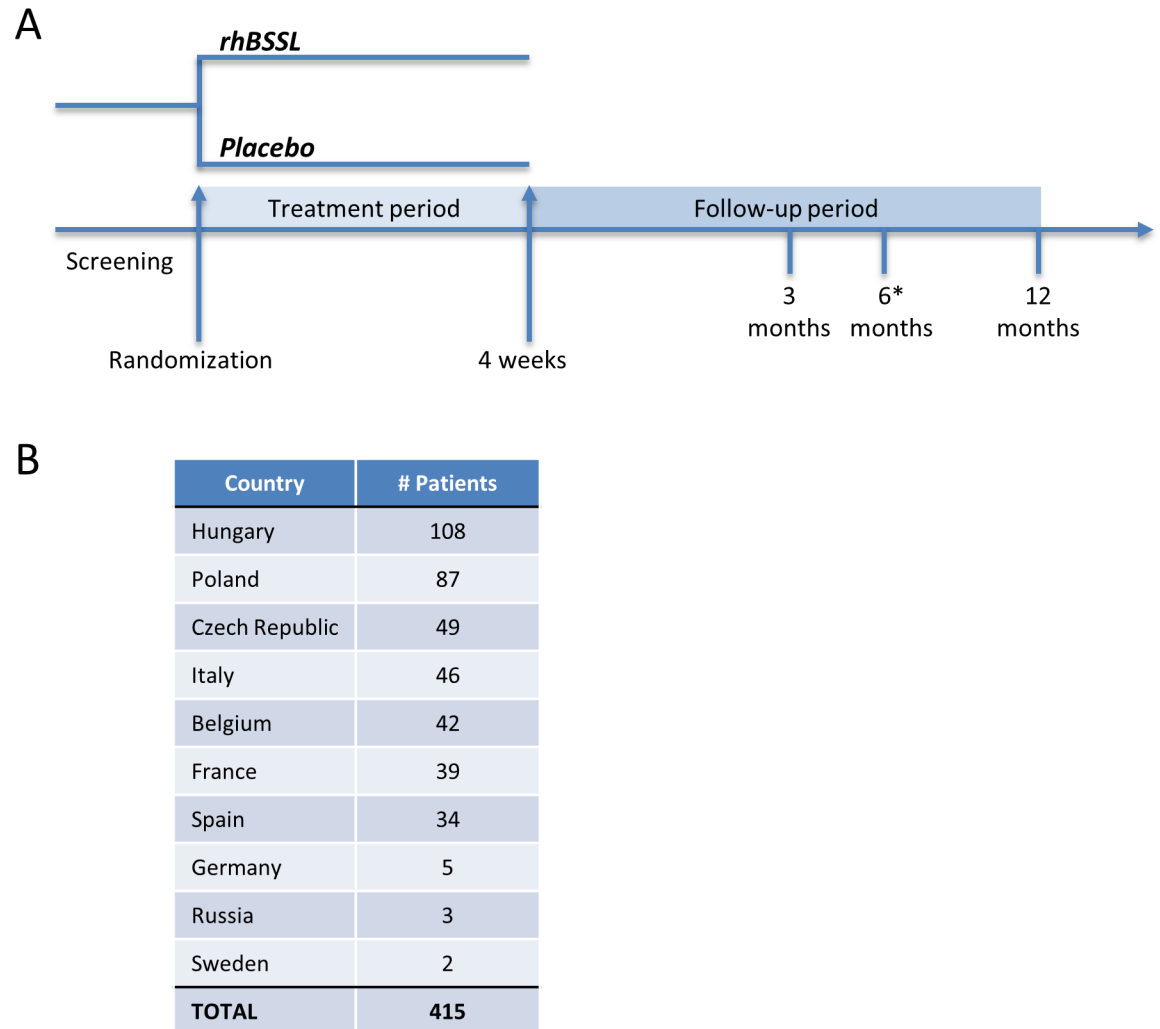 A
rhBSSL
Placebo
Treatment period
Follow-up period
Screening
3
months
6*
months
12
months
Randomization
4 weeks
B
Country # Patients
Hungary 108
Poland 87
Czech Republic 49
Italy 46
Belgium 42
France 39
Spain 34
Germany 5
Russia 3
Sweden 2
TOTAL 415